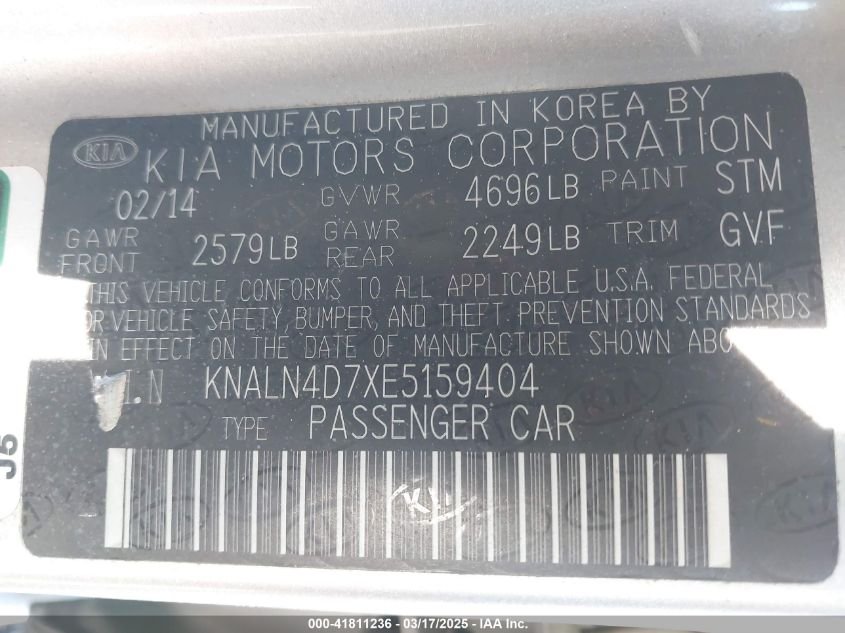 MANUFACTURED IN KOREA BY
KIA KIA MOTORS CORPORATION
02/14 GVWR 4696LB PAINT STM
GAWR FRONT 2579LB GAWR REAR 2249LB TRIM GVF
THIS VEHICLE CONFORMS TO ALL APPLICABLE U.S.A. FEDERAL
VEHICLE SAFETY, BUMPER, AND THEFT PREVENTION STANDARDS
IN EFFECT ON THE DATE OF MANUFACTURE SHOWN
V.I.N KNALN4D7XE5159404
TYPE PASSENGER CAR
KIA
000-41811236 - 03/17/2025 - IAA Inc.